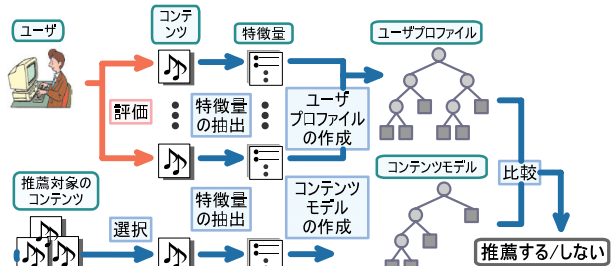 ユーザ
コンテ
ンツ
特徴量
ユーザプロファイル
評価
特徴量
の抽出
ユーザ
プロファイル
の作成
推薦対象の
コンテンツ
選択
特徴量
の抽出
コンテンツ
モデル
の作成
コンテンツモデル
比較
推薦する/しない